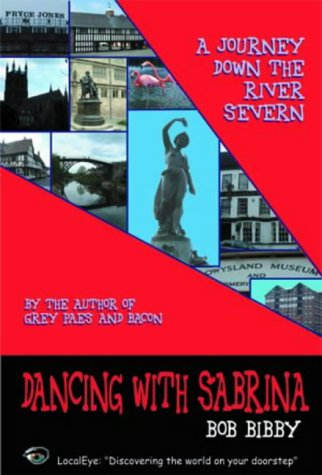 PRYCE JONES
A JOURNEY
DOWN THE
RIVER
SEVERN
OWYSLAND MUSEUM
AND
BY THE AUTHOR OF
GREY PAES AND BACON
DANCING WITH SABRINA
BOB BIBBY
LocalEye: "Discovering the world on your doorstep"